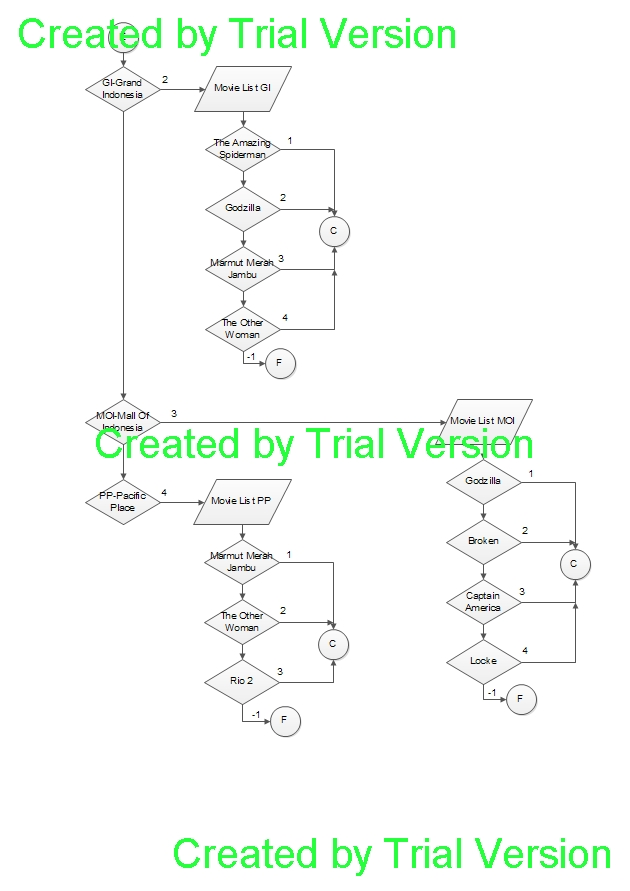 Created by Trial Version
GI-Grand
Indonesia
2
Movie List GI
The Amazing
Spiderman
1
Godzilla
2
C
Marmut Merah
Jambu
3
The Other
Woman
4
-1
F
MOI-Mall Of
Indonesia
3
Movie List MOI
Created by Trial Version
PP-Pacific
Place
4
Movie List PP
Godzilla
1
Broken
2
C
Captain
America
3
Locke
4
-1
F
Marmut Merah
Jambu
1
The Other
Woman
2
C
Rio 2
3
-1
F
Created by Trial Version